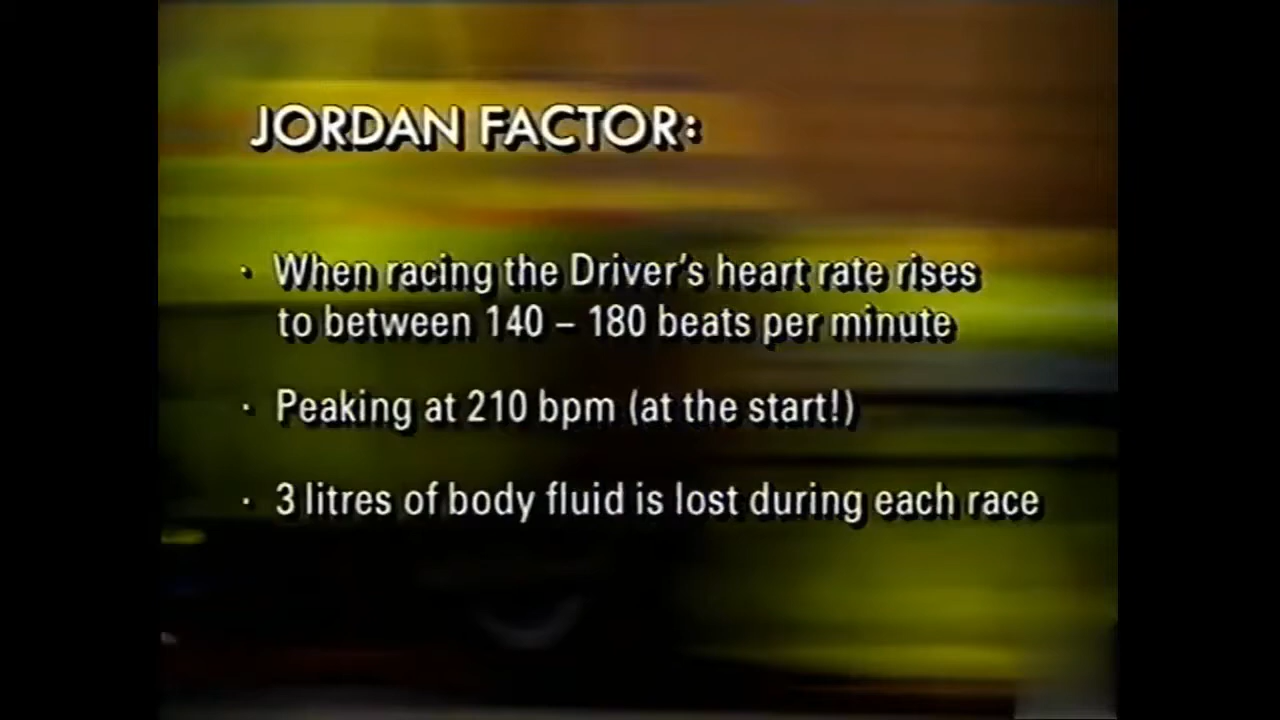 JORDAN FACTOR:
· When racing the Driver's heart rate rises
to between 140 – 180 beats per minute
· Peaking at 210 bpm (at the start!)
· 3 litres of body fluid is lost during each race